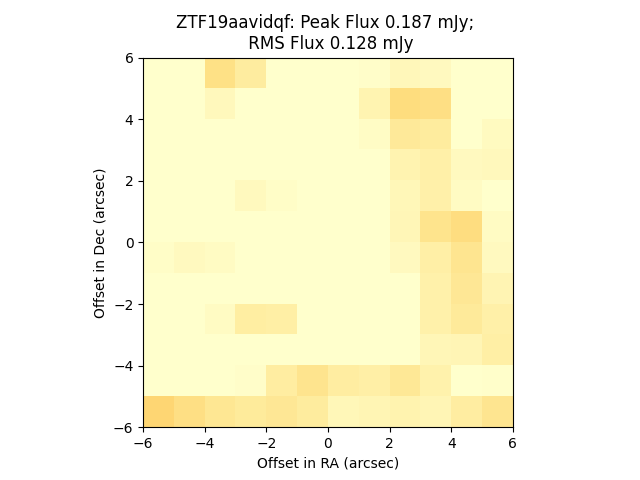 ZTF19aavidqf: Peak Flux 0.187 mJy;
RMS Flux 0.128 mJy
6
4
2
0
−2
−4
−6
Offset in Dec (arcsec)
−6 −4 −2 0 2 4 6
Offset in RA (arcsec)